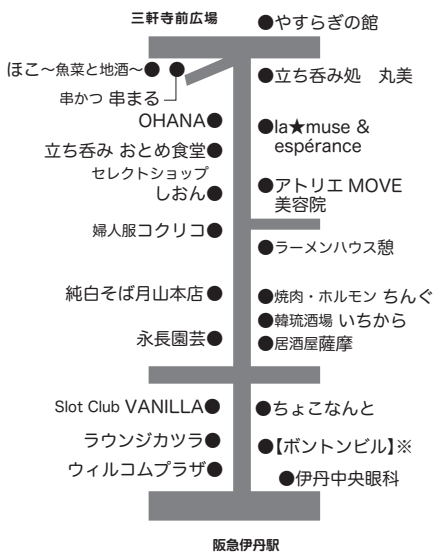 三軒寺前広場
●やすらぎの館
ほこ～魚菜と地酒～●
●立ち呑み処　丸美
串かつ 串まる
OHANA●
●la★muse &
espérance
立ち呑み おとめ食堂●
セレクトショップ
しおん●
●アトリエ MOVE
美容院
婦人服コクリコ●
●ラーメンハウス憩
純白そば月山本店●
●焼肉・ホルモン ちんぐ
●韓琉酒場 いちから
永長園芸●
●居酒屋薩摩
Slot Club VANILLA●
●ちょこなんと
ラウンジカツラ●
●【ボントンビル】※
ウィルコムプラザ●
●伊丹中央眼科
阪急伊丹駅